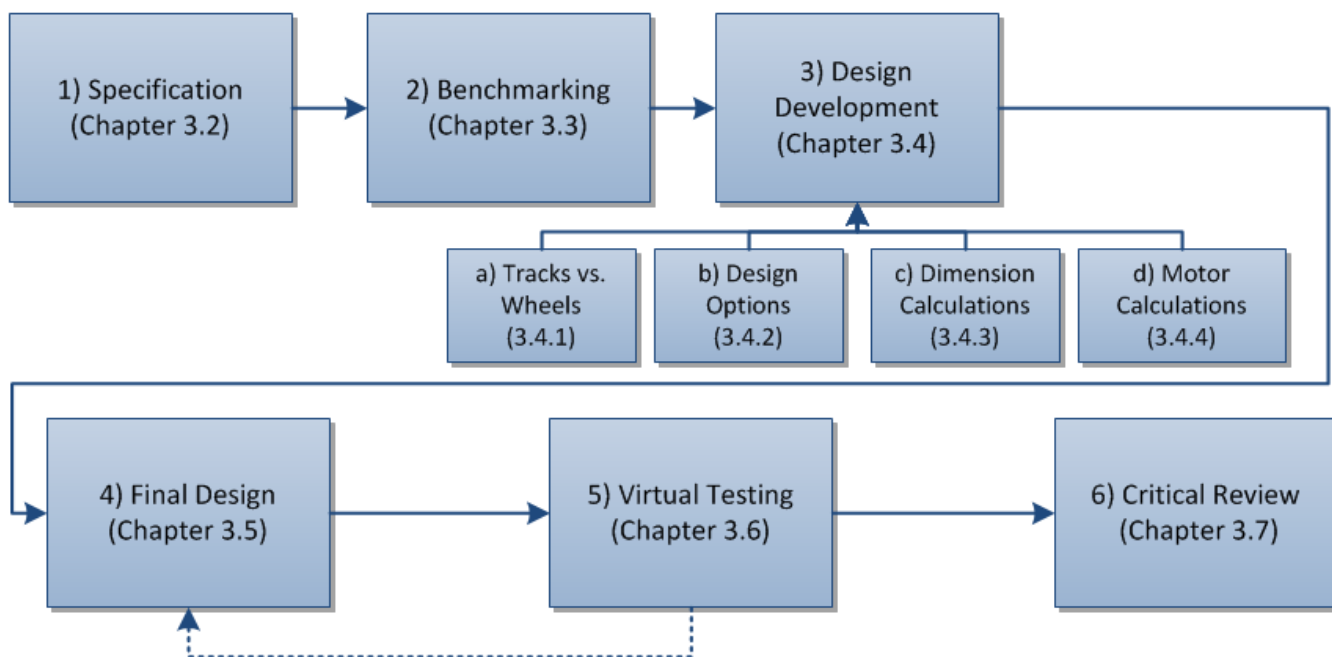 1) Specification
(Chapter 3.2)
2) Benchmarking
(Chapter 3.3)
3) Design
Development
(Chapter 3.4)
a) Tracks vs.
Wheels
(3.4.1)
b) Design
Options
(3.4.2)
c) Dimension
Calculations
(3.4.3)
d) Motor
Calculations
(3.4.4)
4) Final Design
(Chapter 3.5)
5) Virtual Testing
(Chapter 3.6)
6) Critical Review
(Chapter 3.7)